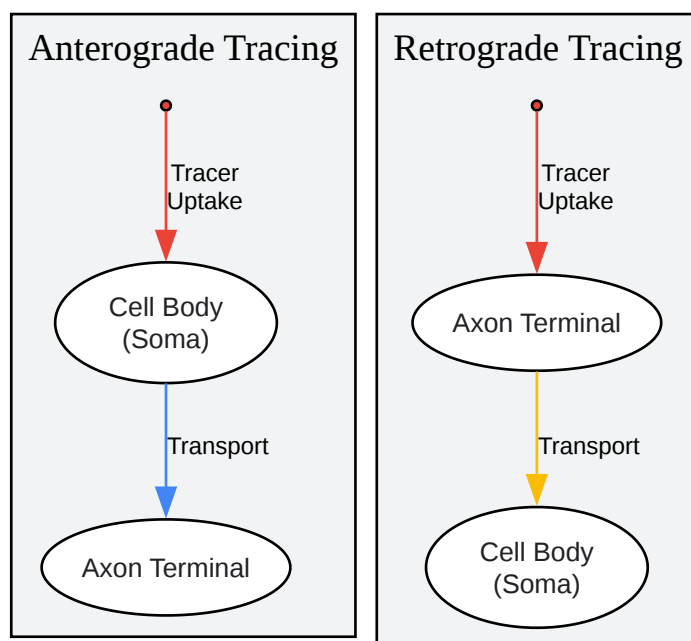 Anterograde Tracing
Tracer
Uptake
Cell Body
(Soma)
Transport
Axon Terminal
Retrograde Tracing
Tracer
Uptake
Axon Terminal
Transport
Cell Body
(Soma)